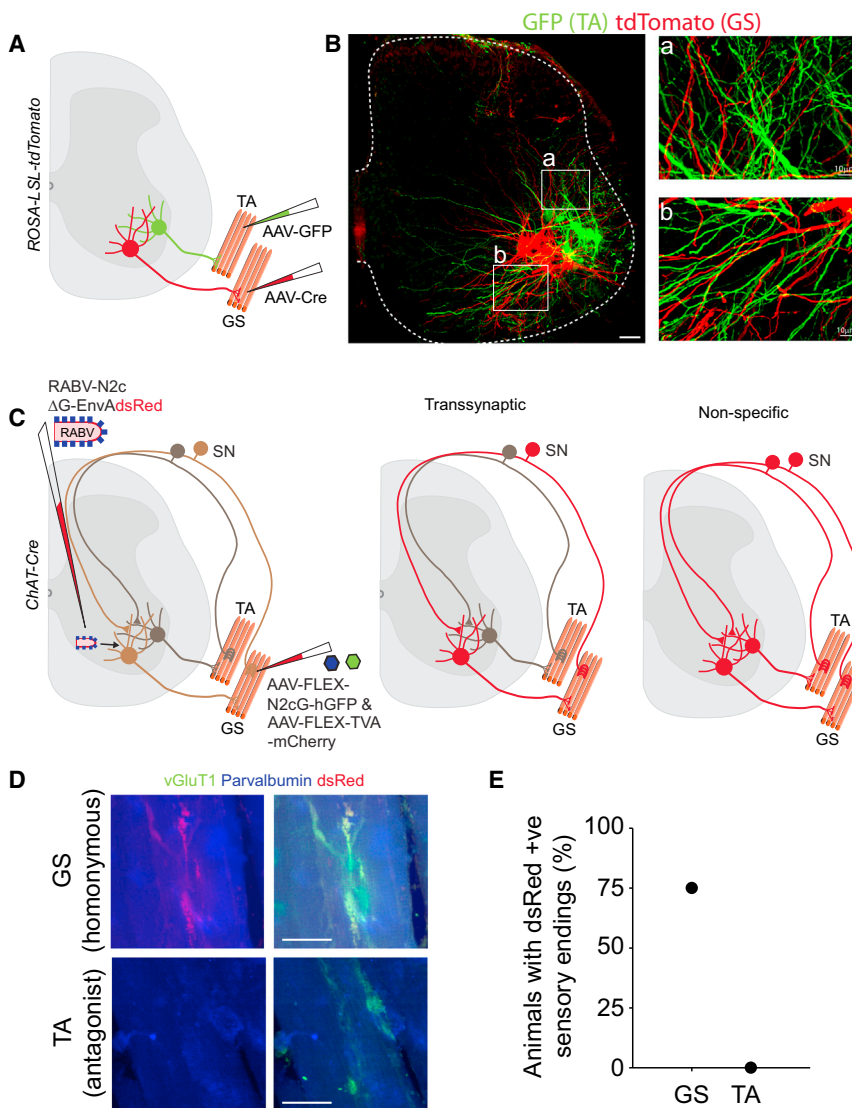 A
ROSA-LSL-tdTomato
TA
AAV-GFP
AAV-Cre
GS
B
GFP (TA) tdTomato (GS)
a
b
a
10µm
b
10µm
C
RABV-N2c
ΔG-EnvAdsRed
RABV
ChAT-Cre
SN
TA
GS
AAV-FLEX-
N2cG-hGFP &
AAV-FLEX-TVA
-mCherry
Transsynaptic
SN
TA
GS
Non-specific
SN
TA
GS
D
vGluT1 Parvalbumin dsRed
GS
(homonymous)
TA
(antagonist)
E
Animals with dsRed +ve
sensory endings (%)
100
75
50
25
0
GS TA